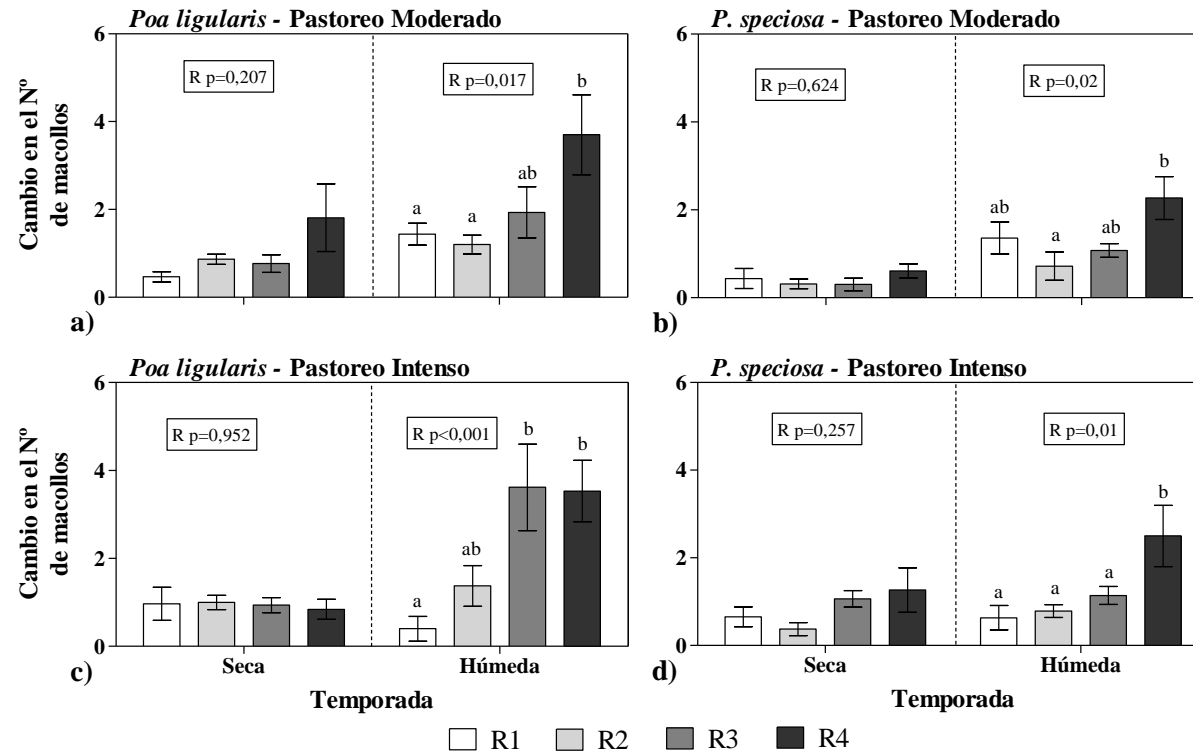 Poa ligularis - Pastoreo Moderado
Cambio en el Nº
de macollos
6
4
2
0
R p=0,207
R p=0,017
a
a
ab
b
a)
P. speciosa - Pastoreo Moderado
6
4
2
0
R p=0,624
R p=0,02
ab
a
ab
b
b)
Poa ligularis - Pastoreo Intenso
Cambio en el Nº
de macollos
6
4
2
0
R p=0,952
R p<0,001
a
ab
b
b
c)
Seca
Húmeda
Temporada
P. speciosa - Pastoreo Intenso
6
4
2
0
R p=0,257
R p=0,01
a
a
a
b
d)
Seca
Húmeda
Temporada
R1 R2 R3 R4